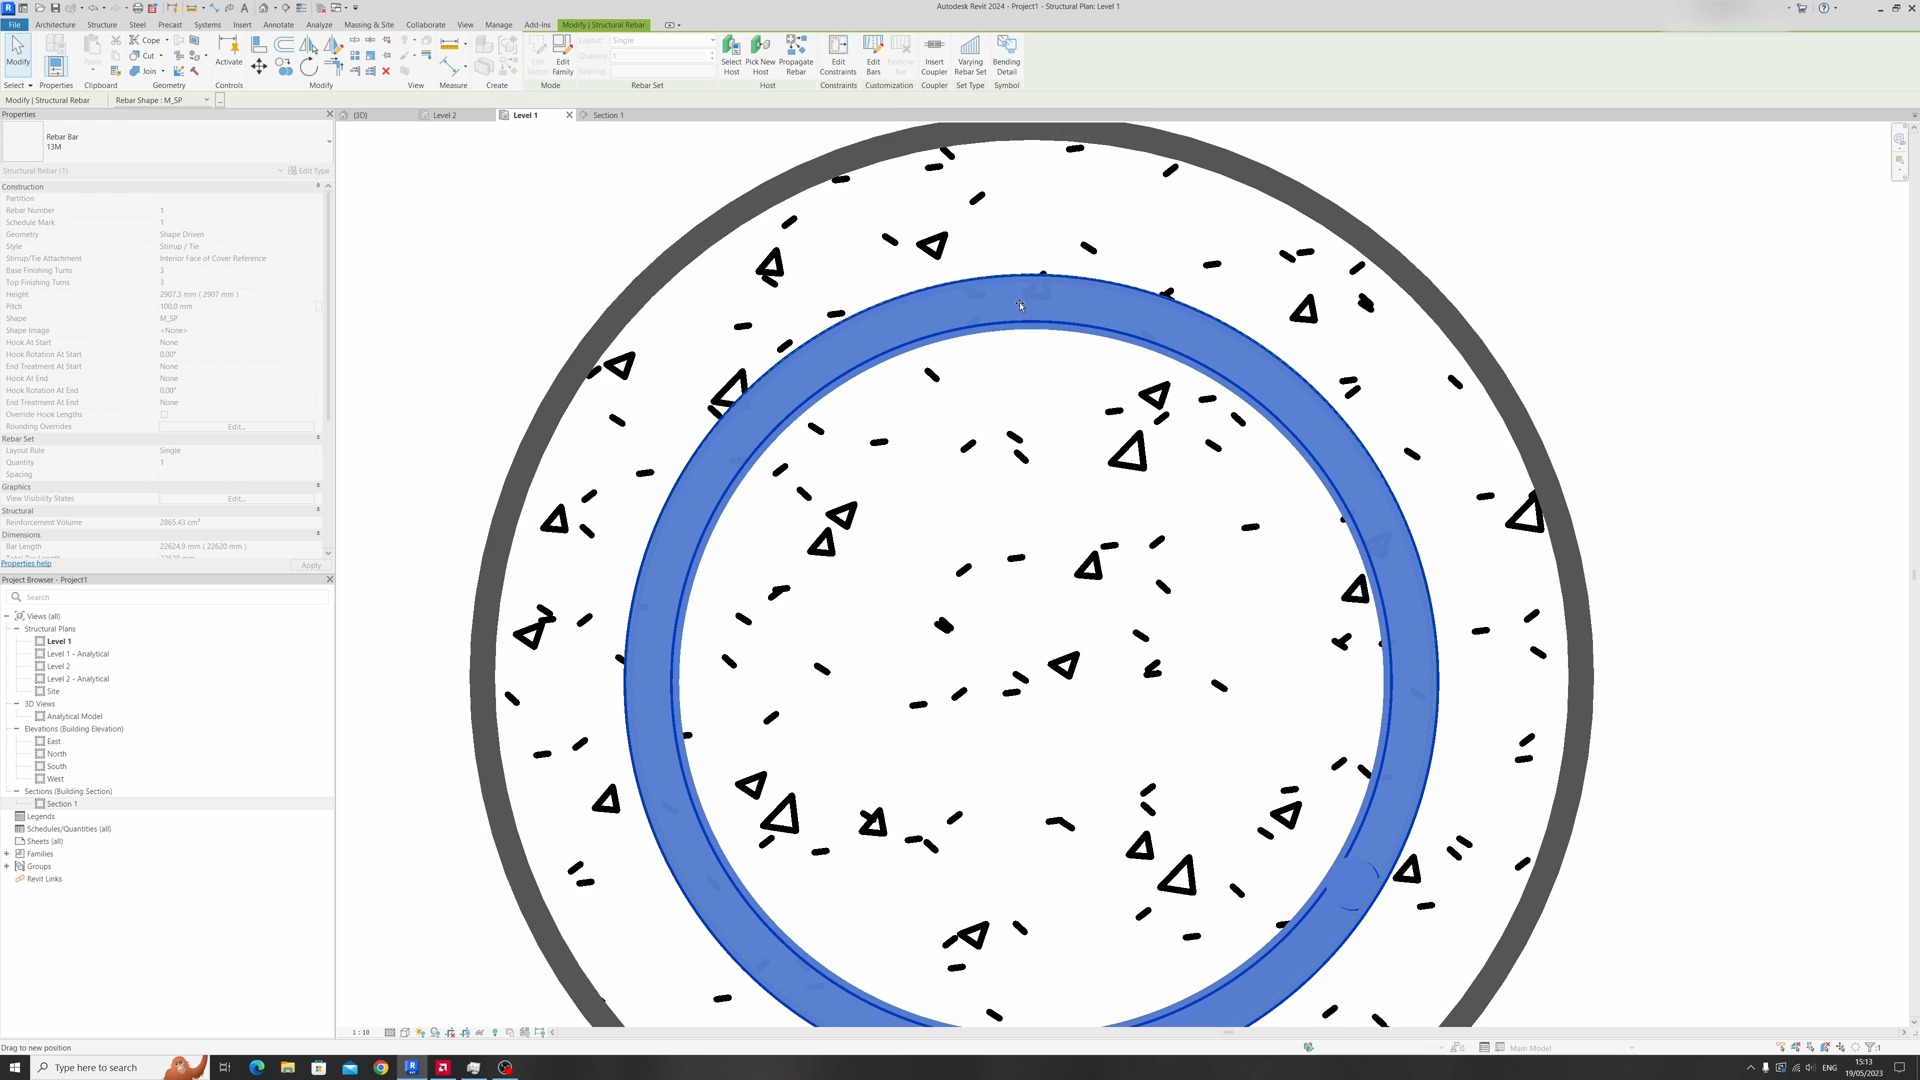 Autodesk Revit 2024 - Project1 - Structural Plan: Level 1
File Architecture Structure Steel Precast Systems Insert Annotate Analyze Massing & Site Collaborate View Manage Add-Ins Modify | Structural Rebar
Modify
Paste
Cope
Cut
Join
Activate
Edit Sketch
Edit Family
Layout: Single
Quantity: 1
Spacing:
Select Host
Pick New Host
Propagate Rebar
Edit Constraints
Edit Bars
Remove Bar
Insert Coupler
Varying Rebar Set
Bending Detail
Select Properties Clipboard Geometry Controls Modify View Measure Create Mode Rebar Set Host Constraints Customization Coupler Set Type Symbol
Modify | Structural Rebar Rebar Shape : M_SP ...
Properties
{3D} Level 2 Level 1 Section 1
Rebar Bar
13M
Structural Rebar (1) Edit Type
Construction
Partition
Rebar Number 1
Schedule Mark 1
Geometry Shape Driven
Style Stirrup / Tie
Stirrup/Tie Attachment Interior Face of Cover Reference
Base Finishing Turns 3
Top Finishing Turns 3
Height 2907.3 mm ( 2907 mm )
Pitch 100.0 mm
Shape M_SP
Shape Image <None>
Hook At Start None
Hook Rotation At Start 0.00°
End Treatment At Start None
Hook At End None
Hook Rotation At End 0.00°
End Treatment At End None
Override Hook Lengths
Rounding Overrides Edit...
Rebar Set
Layout Rule Single
Quantity 1
Spacing
Graphics
View Visibility States Edit...
Structural
Reinforcement Volume 2865.43 cm³
Dimensions
Bar Length 22624.9 mm ( 22620 mm )
Properties help Apply
Project Browser - Project1
Search
Views (all)
Structural Plans
Level 1
Level 1 - Analytical
Level 2
Level 2 - Analytical
Site
3D Views
Analytical Model
Elevations (Building Elevation)
East
North
South
West
Sections (Building Section)
Section 1
Legends
Schedules/Quantities (all)
Sheets (all)
Families
Groups
Revit Links
1 : 10
Drag to new position :0 Main Model :1
Type here to search
ENG
15:13
19/05/2023